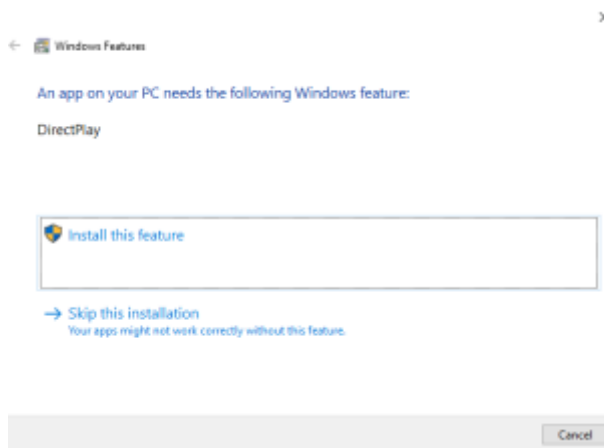 Windows Features
An app on your PC needs the following Windows feature:
DirectPlay
Install this feature
Skip this installation
Your apps might not work correctly without this feature.
Cancel